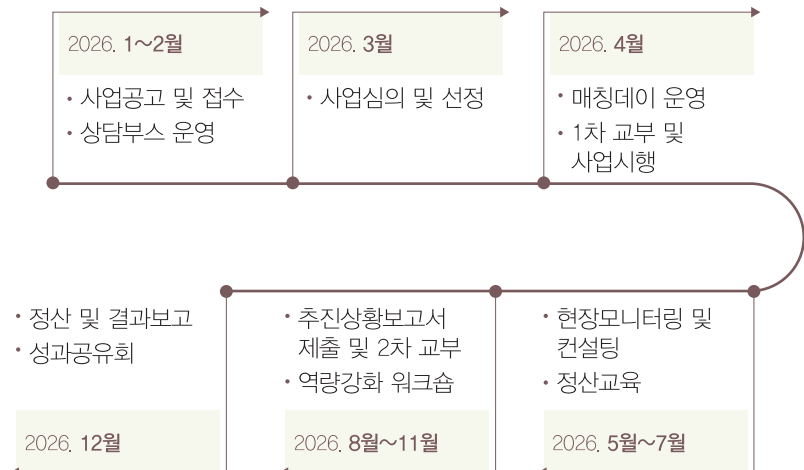 2026. 1~2월
• 사업공고 및 접수
• 상담부스 운영
2026. 3월
• 사업심의 및 선정
2026. 4월
• 매칭데이 운영
• 1차 교부 및
사업시행
• 현장모니터링 및
컨설팅
• 정산교육
2026. 5월~7월
• 추진상황보고서
제출 및 2차 교부
• 역량강화 워크숍
2026. 8월~11월
• 정산 및 결과보고
• 성과공유회
2026. 12월